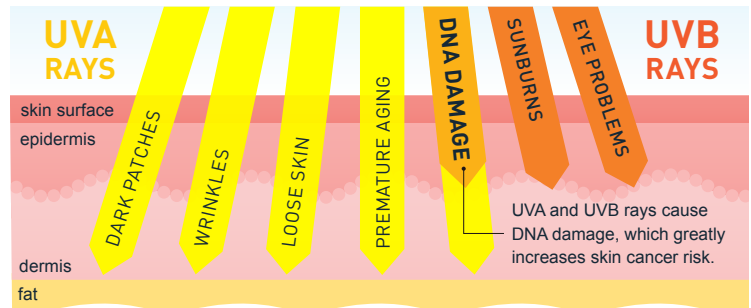 UVA
RAYS
DARK PATCHES
WRINKLES
LOOSE SKIN
PREMATURE AGING
DNA DAMAGE
SUNBURNS
EYE PROBLEMS
UVB
RAYS
skin surface
epidermis
UVA and UVB rays cause
DNA damage, which greatly
increases skin cancer risk.
dermis
fat